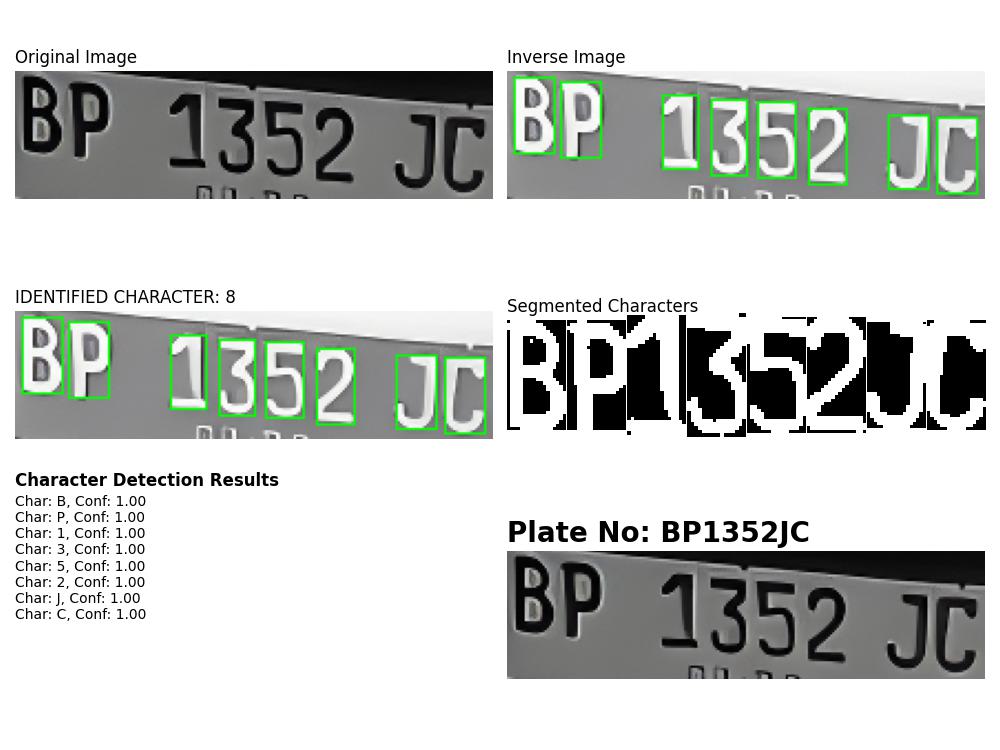 Original Image
BP 1352 JC
Inverse Image
BP 1352 JC
IDENTIFIED CHARACTER: 8
BP 1352 JC
Segmented Characters
BP1352JC
Character Detection Results
Char: B, Conf: 1.00
Char: P, Conf: 1.00
Char: 1, Conf: 1.00
Char: 3, Conf: 1.00
Char: 5, Conf: 1.00
Char: 2, Conf: 1.00
Char: J, Conf: 1.00
Char: C, Conf: 1.00
Plate No: BP1352JC
BP 1352 JC